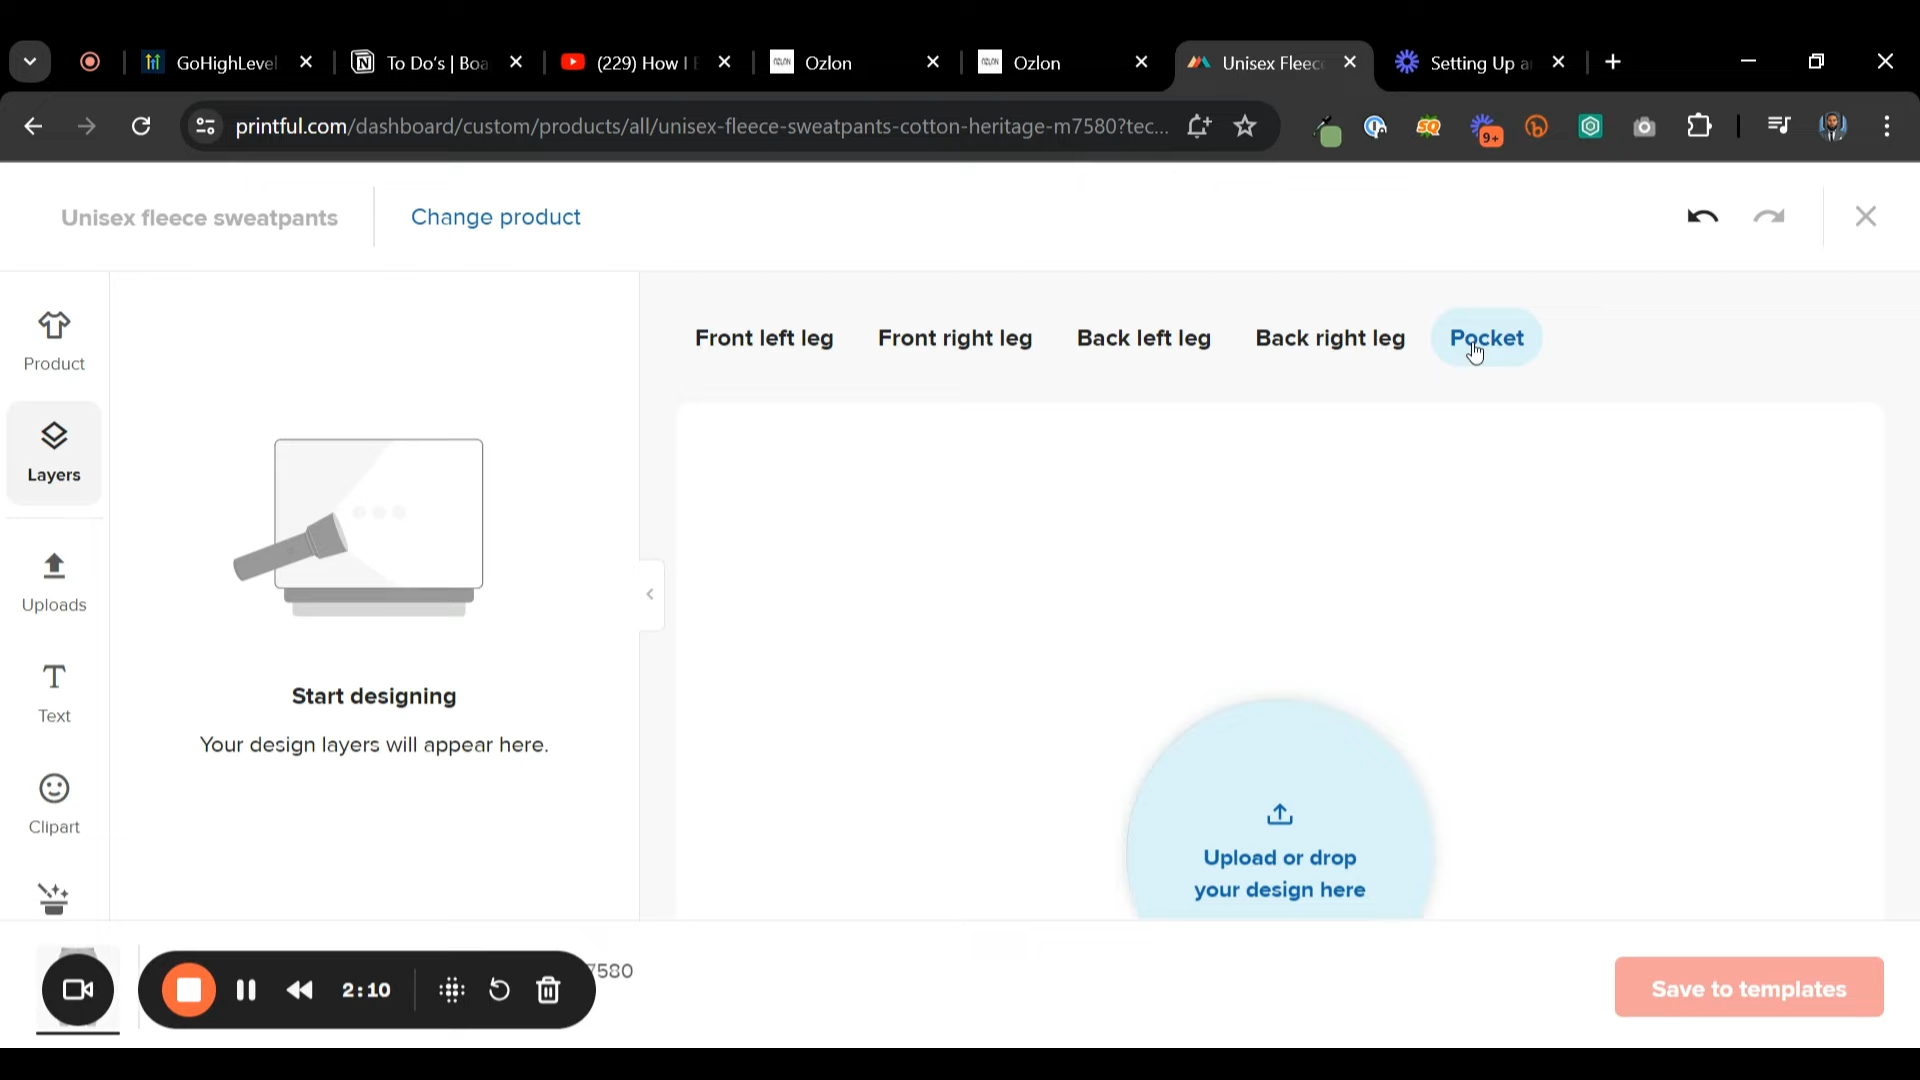 GoHighLevel
To Do's | Boa
(229) How I
Ozlon
Ozlon
Unisex Fleece
Setting Up a
printful.com/dashboard/custom/products/all/unisex-fleece-sweatpants-cotton-heritage-m7580?tec...
9+
Unisex fleece sweatpants
Change product
Product
Layers
Uploads
Text
Clipart
Front left leg
Front right leg
Back left leg
Back right leg
Pocket
Start designing
Your design layers will appear here.
Upload or drop
your design here
2:10
7580
Save to templates